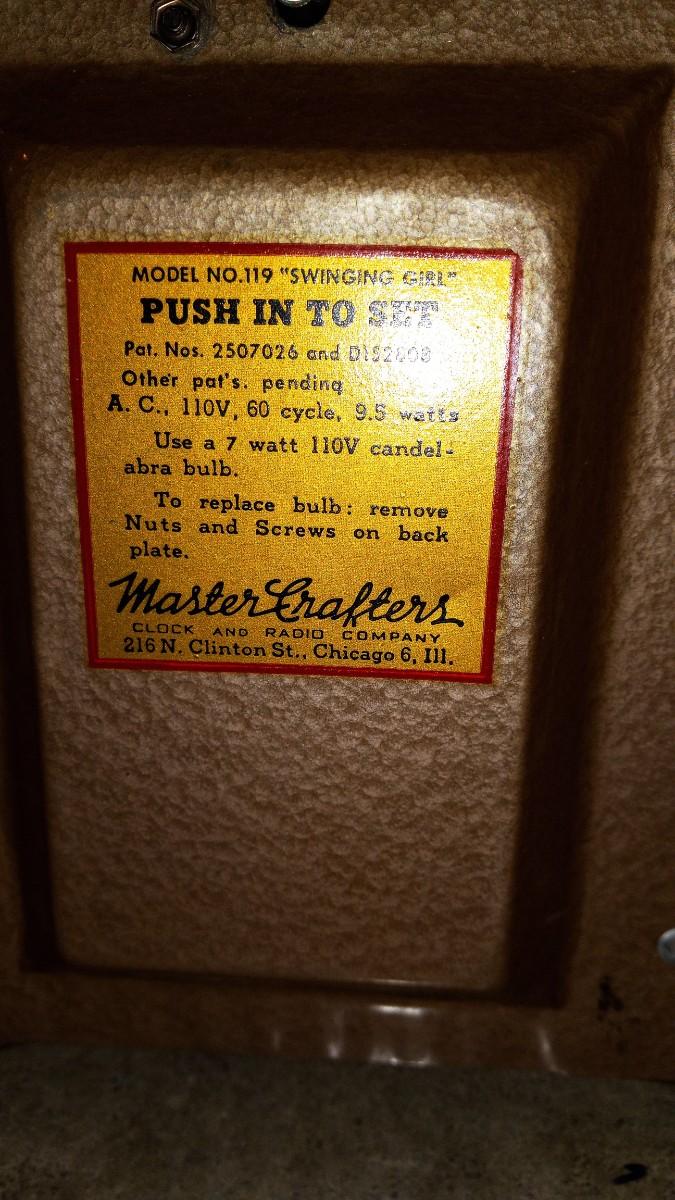 MODEL NO.119 "SWINGING GIRL"
PUSH IN TO SET
Pat. Nos. 2507026 and
Other pat's. pending
A. C., 110V, 60 cycle, 9.5 watts
Use a 7 watt 110V candel-
abra bulb.
To replace bulb: remove
Nuts and Screws on back
plate.
MasterCrafters
CLOCK AND RADIO COMPANY
216 N. Clinton St., Chicago 6, Ill.